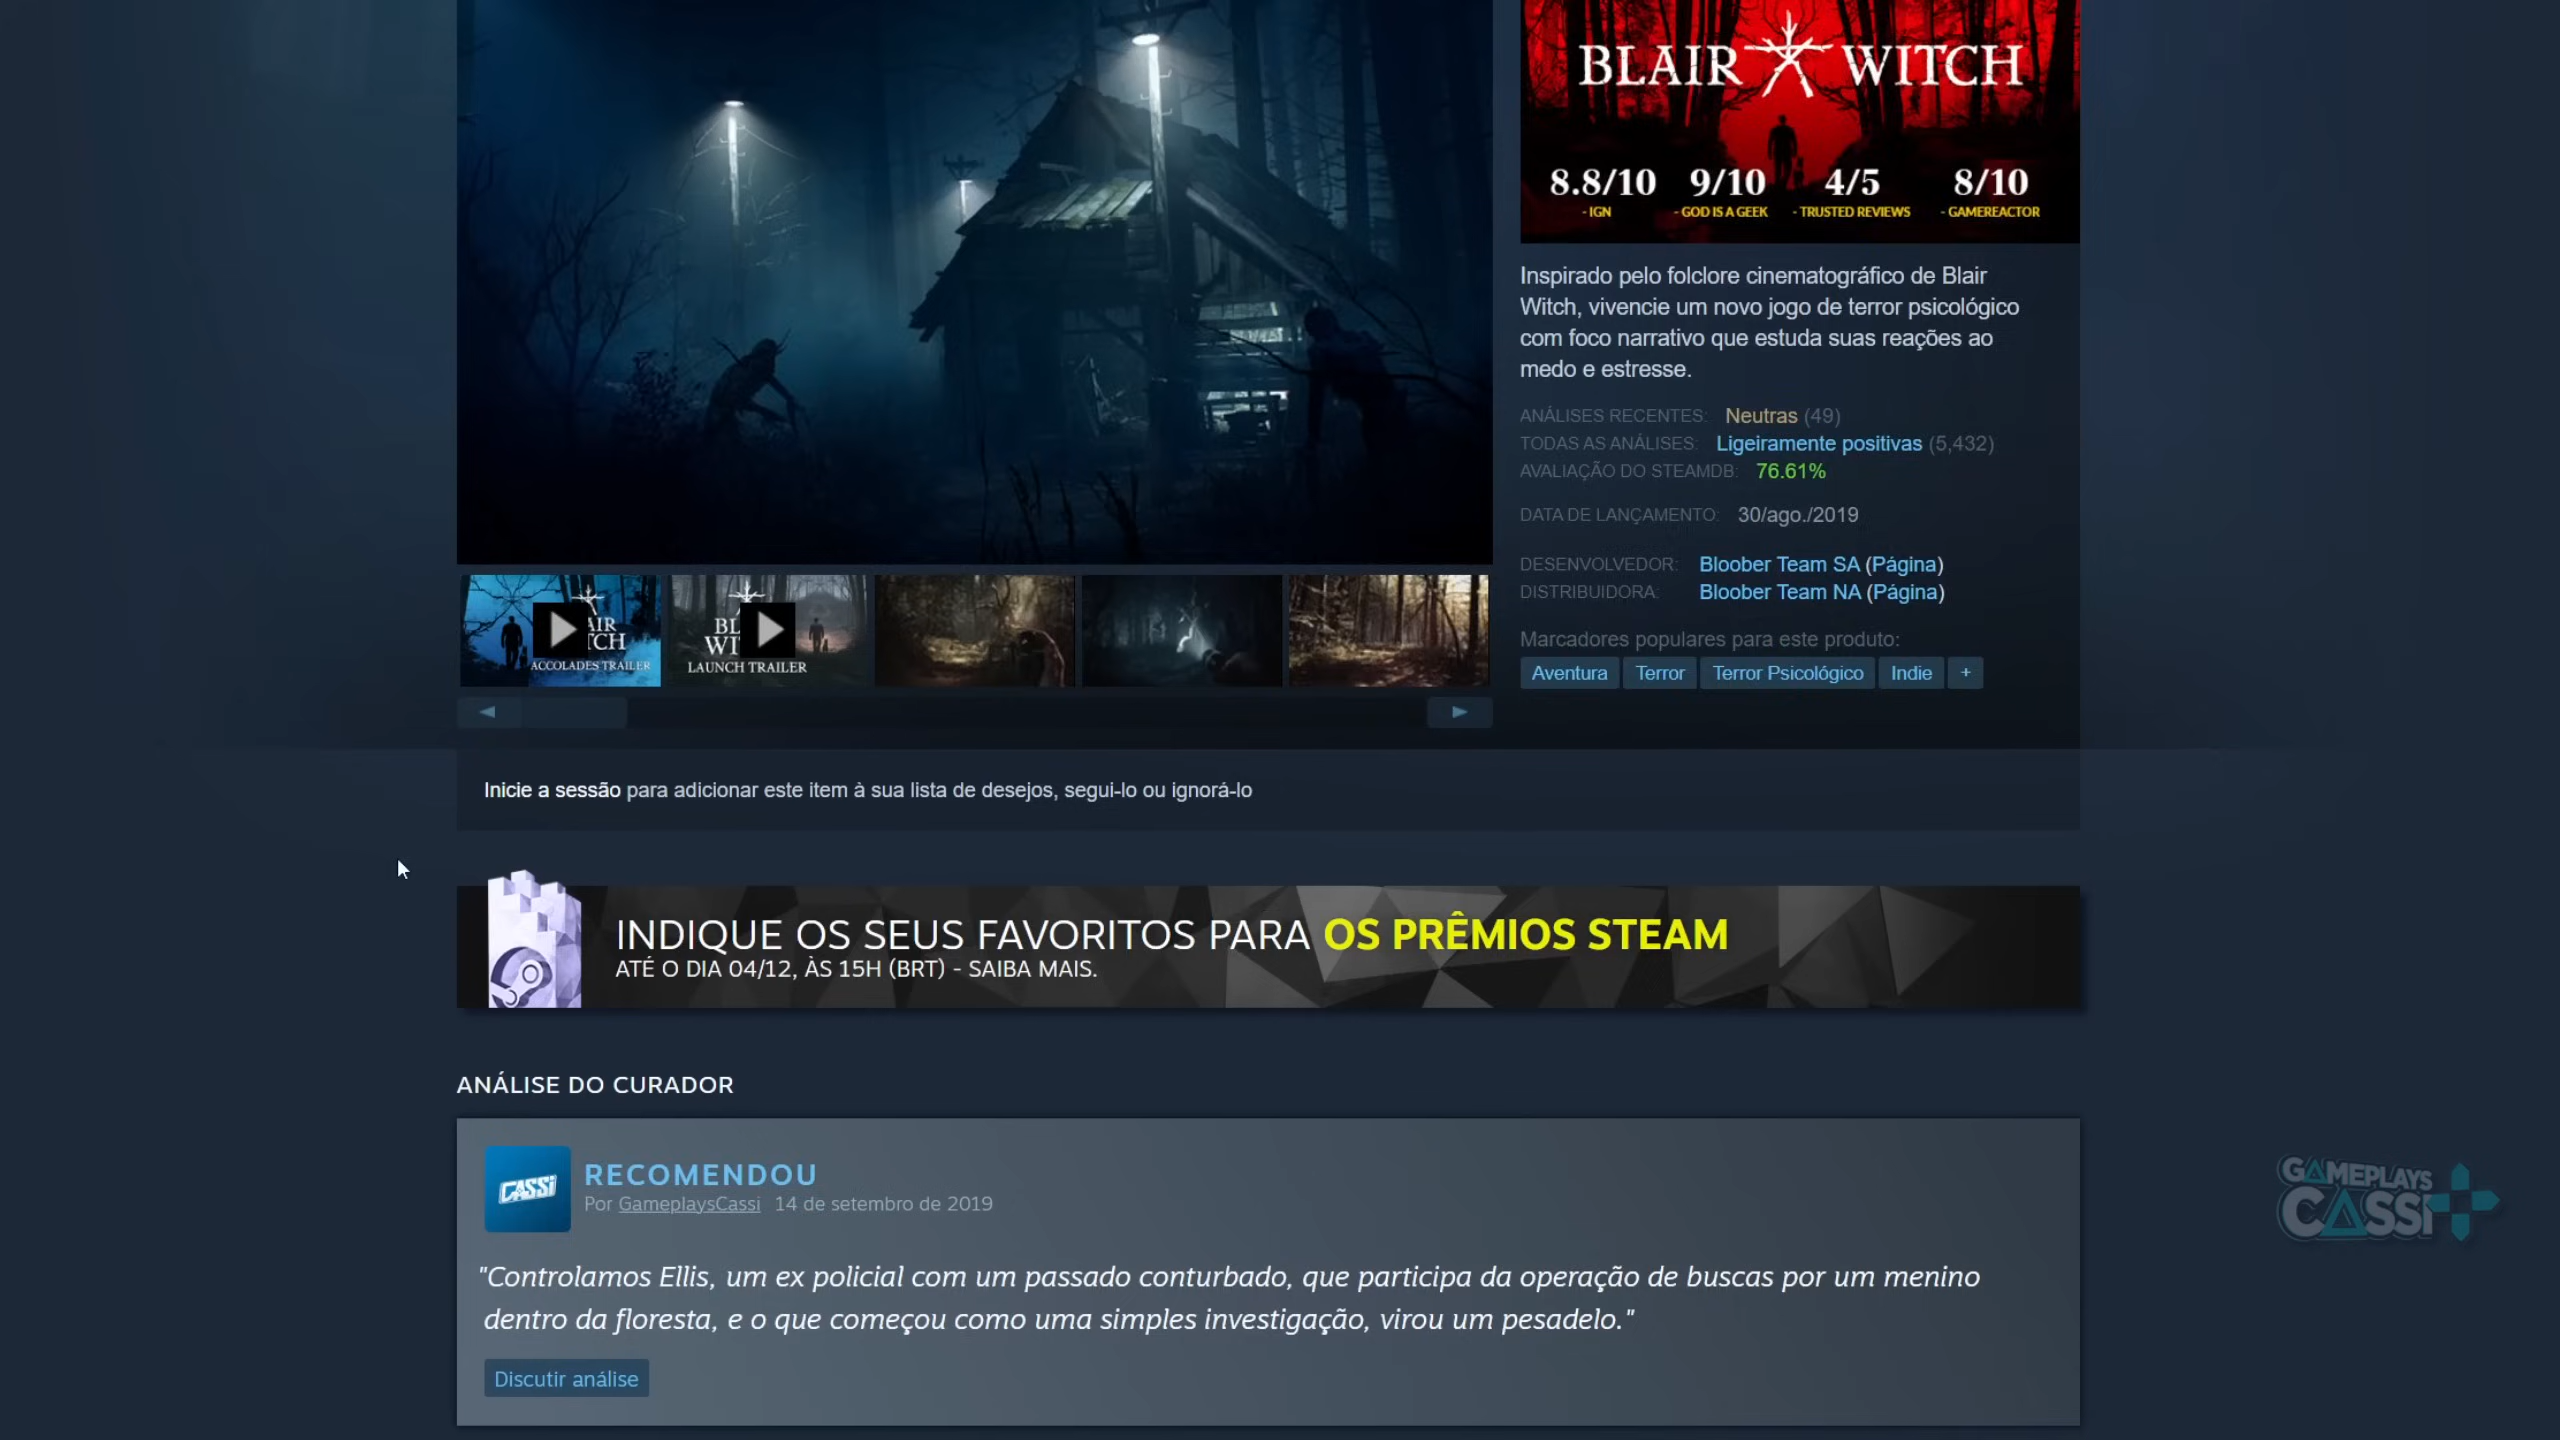 BLAIR WITCH
8.8/10 9/10 4/5 8/10
- IGN - GOD IS A GEEK - TRUSTED REVIEWS - GAMEREACTOR
Inspirado pelo folclore cinematográfico de Blair
Witch, vivencie um novo jogo de terror psicológico
com foco narrativo que estuda suas reações ao
medo e estresse.
ANÁLISES RECENTES: Neutras (49)
TODAS AS ANÁLISES: Ligeiramente positivas (5,432)
AVALIAÇÃO DO STEAMDB: 76.61%
DATA DE LANÇAMENTO: 30/ago./2019
DESENVOLVEDOR: Bloober Team SA (Página)
DISTRIBUIDORA: Bloober Team NA (Página)
Marcadores populares para este produto:
Aventura Terror Terror Psicológico Indie +
ACCOLADES TRAILER
LAUNCH TRAILER
Inicie a sessão para adicionar este item à sua lista de desejos, segui-lo ou ignorá-lo
INDIQUE OS SEUS FAVORITOS PARA OS PRÊMIOS STEAM
ATÉ O DIA 04/12, ÀS 15H (BRT) - SAIBA MAIS.
ANÁLISE DO CURADOR
CASSI
RECOMENDOU
Por GameplaysCassi 14 de setembro de 2019
"Controlamos Ellis, um ex policial com um passado conturbado, que participa da operação de buscas por um menino
dentro da floresta, e o que começou como uma simples investigação, virou um pesadelo."
Discutir análise
GAMEPLAYS
CASSI